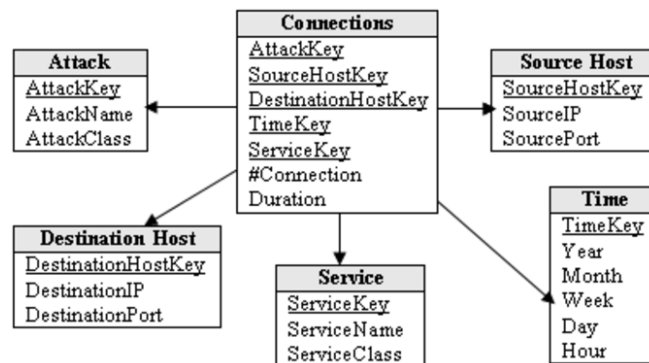 Connections
AttackKey
SourceHostKey
DestinationHostKey
TimeKey
ServiceKey
#Connection
Duration
Attack
AttackKey
AttackName
AttackClass
Source Host
SourceHostKey
SourceIP
SourcePort
Destination Host
DestinationHostKey
DestinationIP
DestinationPort
Service
ServiceKey
ServiceName
ServiceClass
Time
TimeKey
Year
Month
Week
Day
Hour